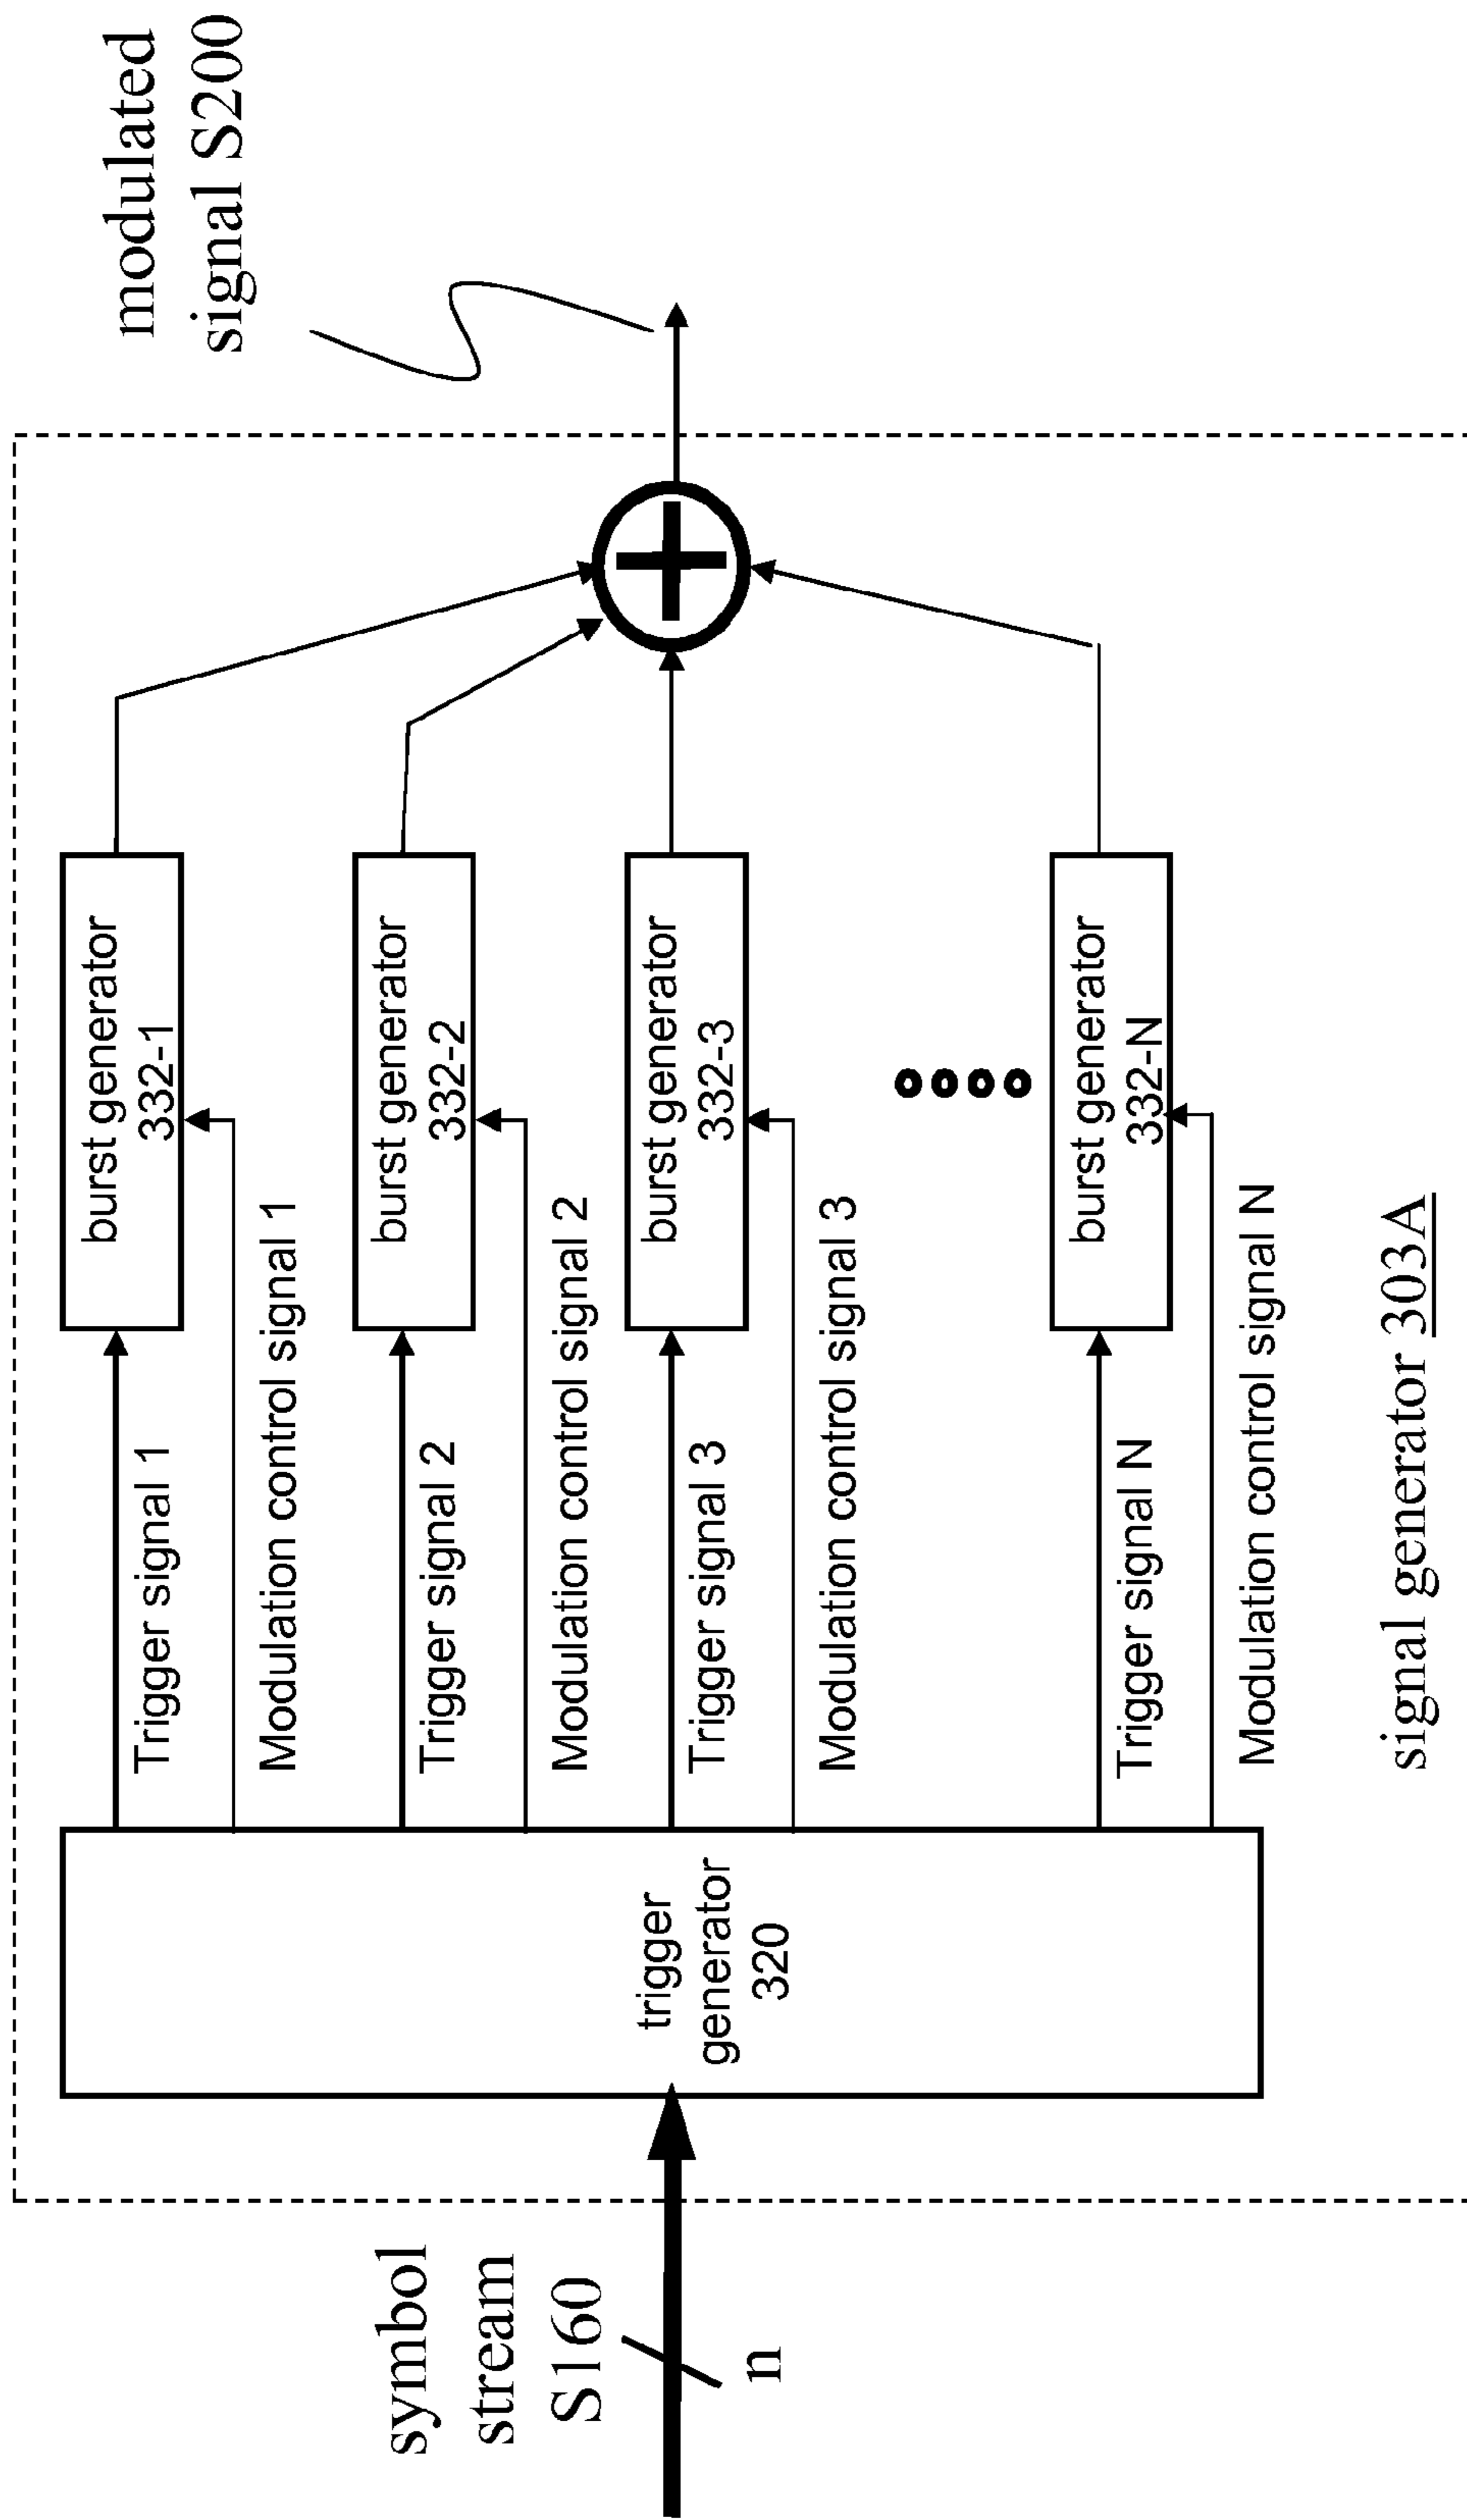 symbol
stream
S160
n
trigger
generator
320
Trigger signal 1
Modulation control signal 1
burst generator
332-1
Trigger signal 2
Modulation control signal 2
burst generator
332-2
Trigger signal 3
Modulation control signal 3
burst generator
332-3
Trigger signal N
Modulation control signal N
burst generator
332-N
modulated
signal S200
signal generator 303A